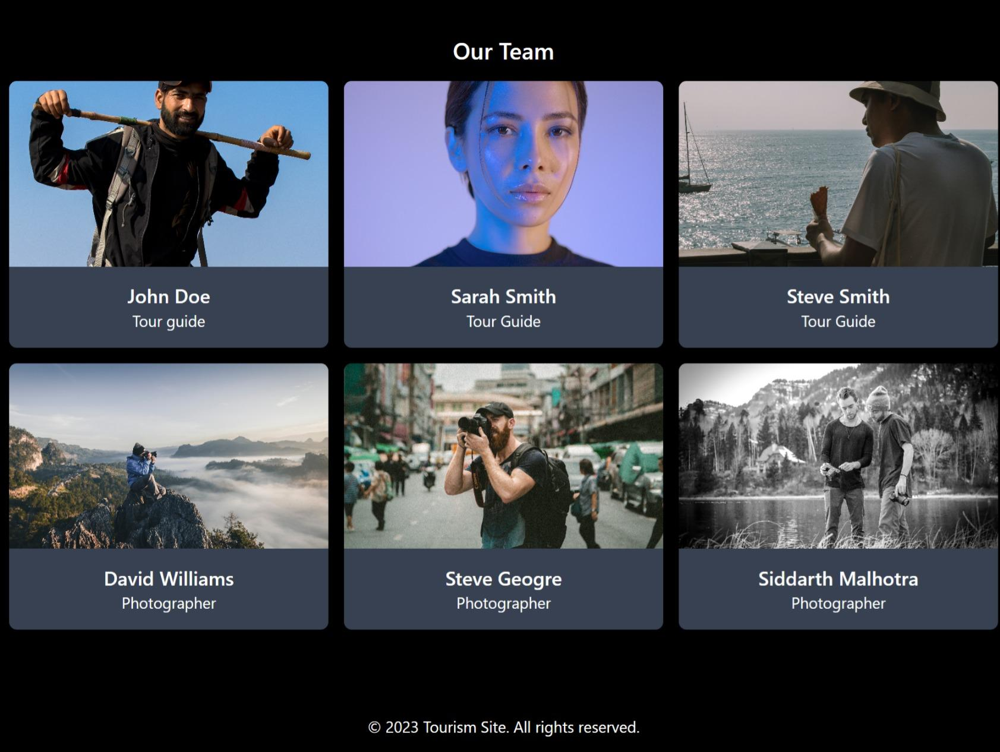 Our Team
John Doe
Tour guide
Sarah Smith
Tour Guide
Steve Smith
Tour Guide
David Williams
Photographer
Steve Geogre
Photographer
Siddarth Malhotra
Photographer
© 2023 Tourism Site. All rights reserved.